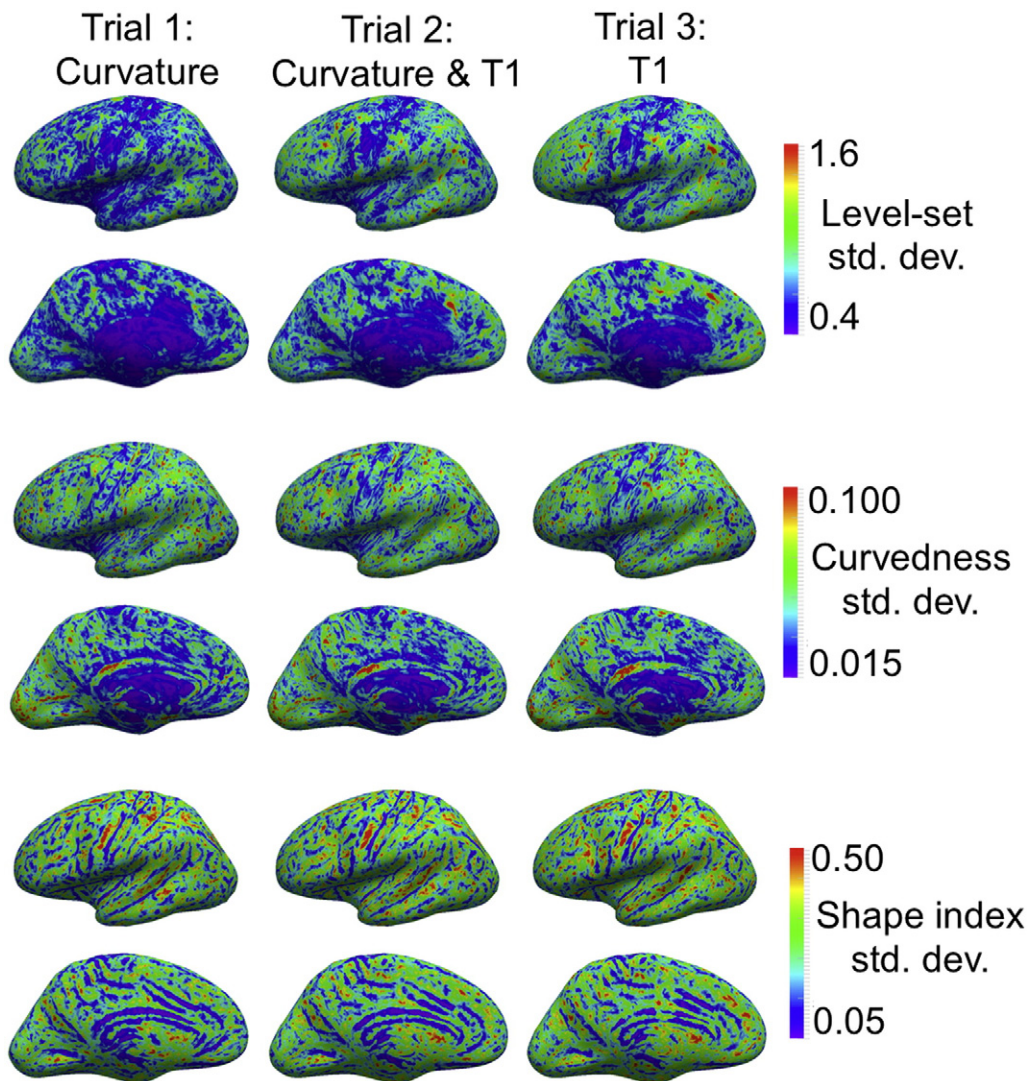 Trial 1:
Curvature
Trial 2:
Curvature & T1
Trial 3:
T1
1.6
Level-set
std. dev.
0.4
0.100
Curvedness
std. dev.
0.015
0.50
Shape index
std. dev.
0.05